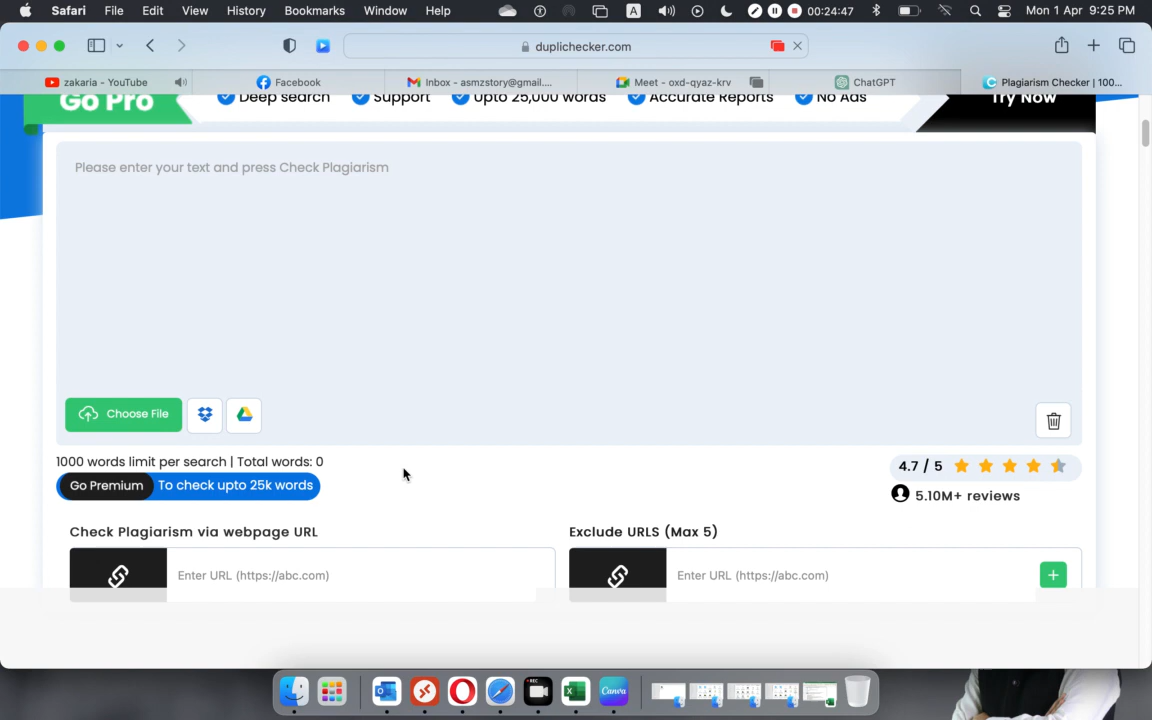 Safari File Edit View History Bookmarks Window Help A 00:24:47 Mon 1 Apr 9:25 PM
duplichecker.com
zakaria - YouTube Facebook Inbox - asmzstory@gmail.... Meet - oxd-qyaz-krv ChatGPT Plagiarism Checker | 100...
Go Pro Deep search Support Upto 25,000 words Accurate Reports No Ads Try Now
Please enter your text and press Check Plagiarism
Choose File
1000 words limit per search | Total words: 0
4.7 / 5
Go Premium To check upto 25k words
5.10M+ reviews
Check Plagiarism via webpage URL Exclude URLS (Max 5)
Enter URL (https://abc.com) Enter URL (https://abc.com) +
REC
Canva